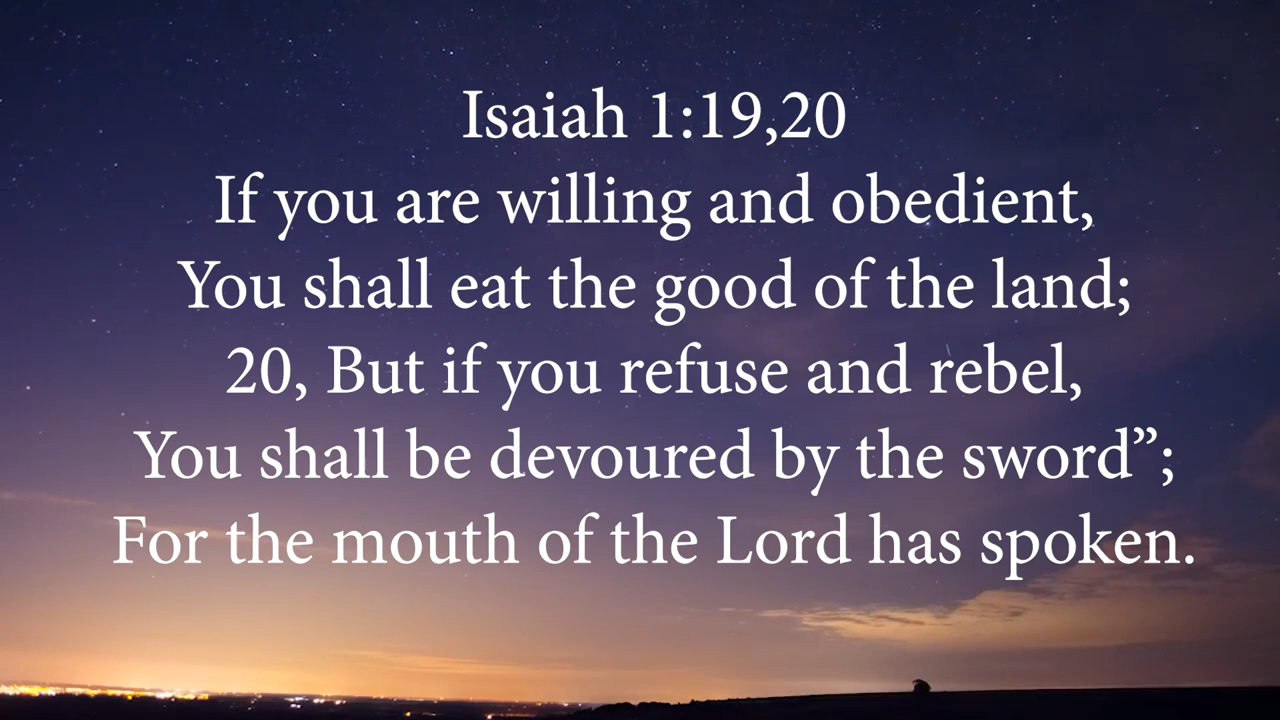 Isaiah 1:19,20
If you are willing and obedient,
You shall eat the good of the land;
20, But if you refuse and rebel,
You shall be devoured by the sword”;
For the mouth of the Lord has spoken.